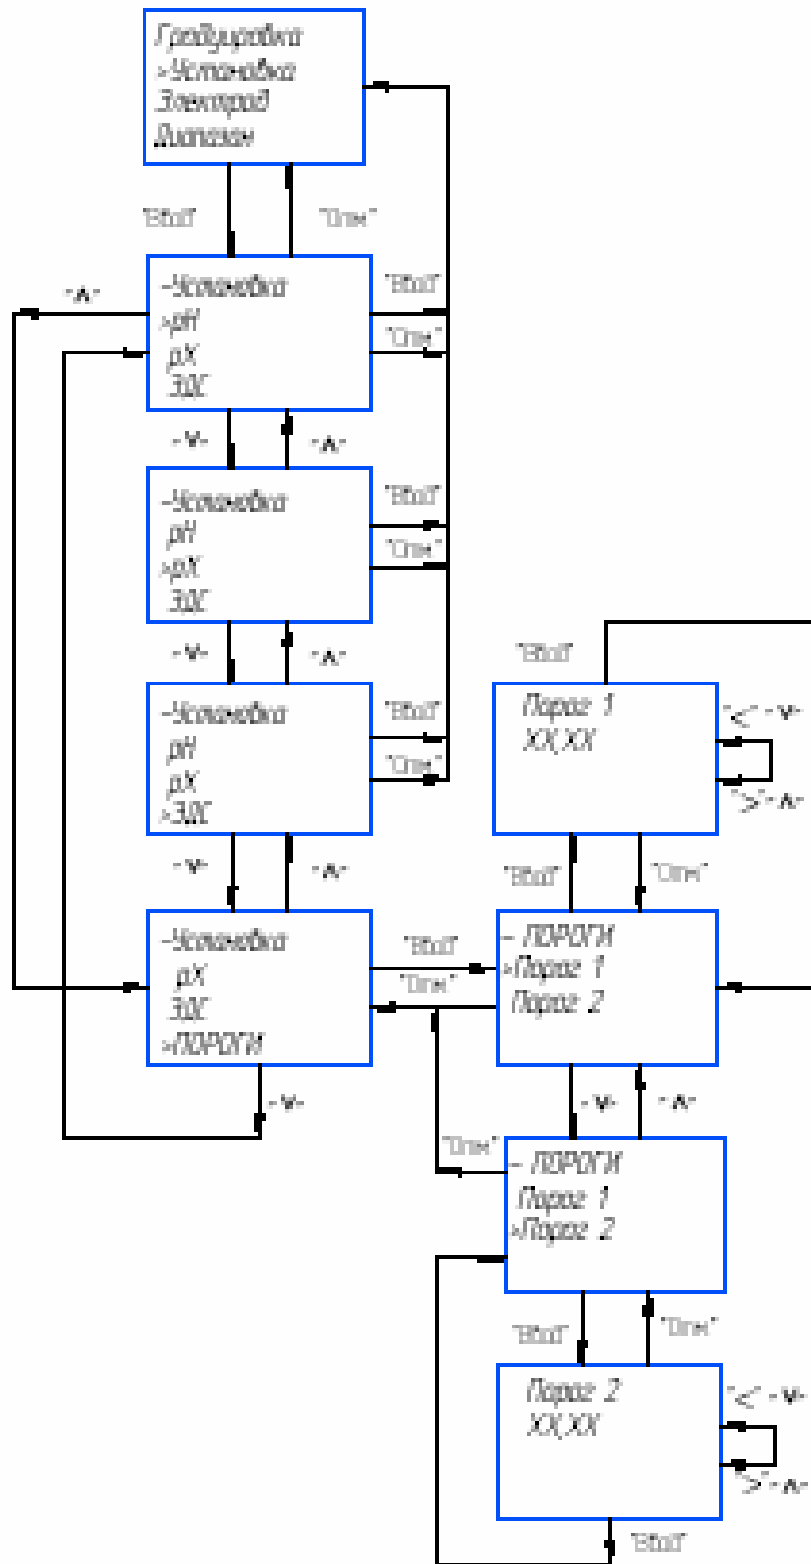 Градуировка
>Установка
Электрод
Диапазон
"Ввод"
"Отм"
-Установка
>pH
pX
ЭДС
"Ввод"
"Отм"
-^-
-v-
-^-
-Установка
pH
>pX
ЭДС
"Ввод"
"Отм"
-v-
-^-
-Установка
pH
pX
>ЭДС
"Ввод"
"Отм"
-v-
-^-
-Установка
pX
ЭДС
>ПОРОГИ
-v-
"Ввод"
"Отм"
"Ввод"
Порог 1
XX,XX
"<" -v-
">" -^-
"Ввод"
"Отм"
- ПОРОГИ
>Порог 1
Порог 2
-v-
-^-
"Отм"
- ПОРОГИ
Порог 1
>Порог 2
"Ввод"
"Отм"
Порог 2
XX,XX
"<" -v-
">" -^-
"Ввод"